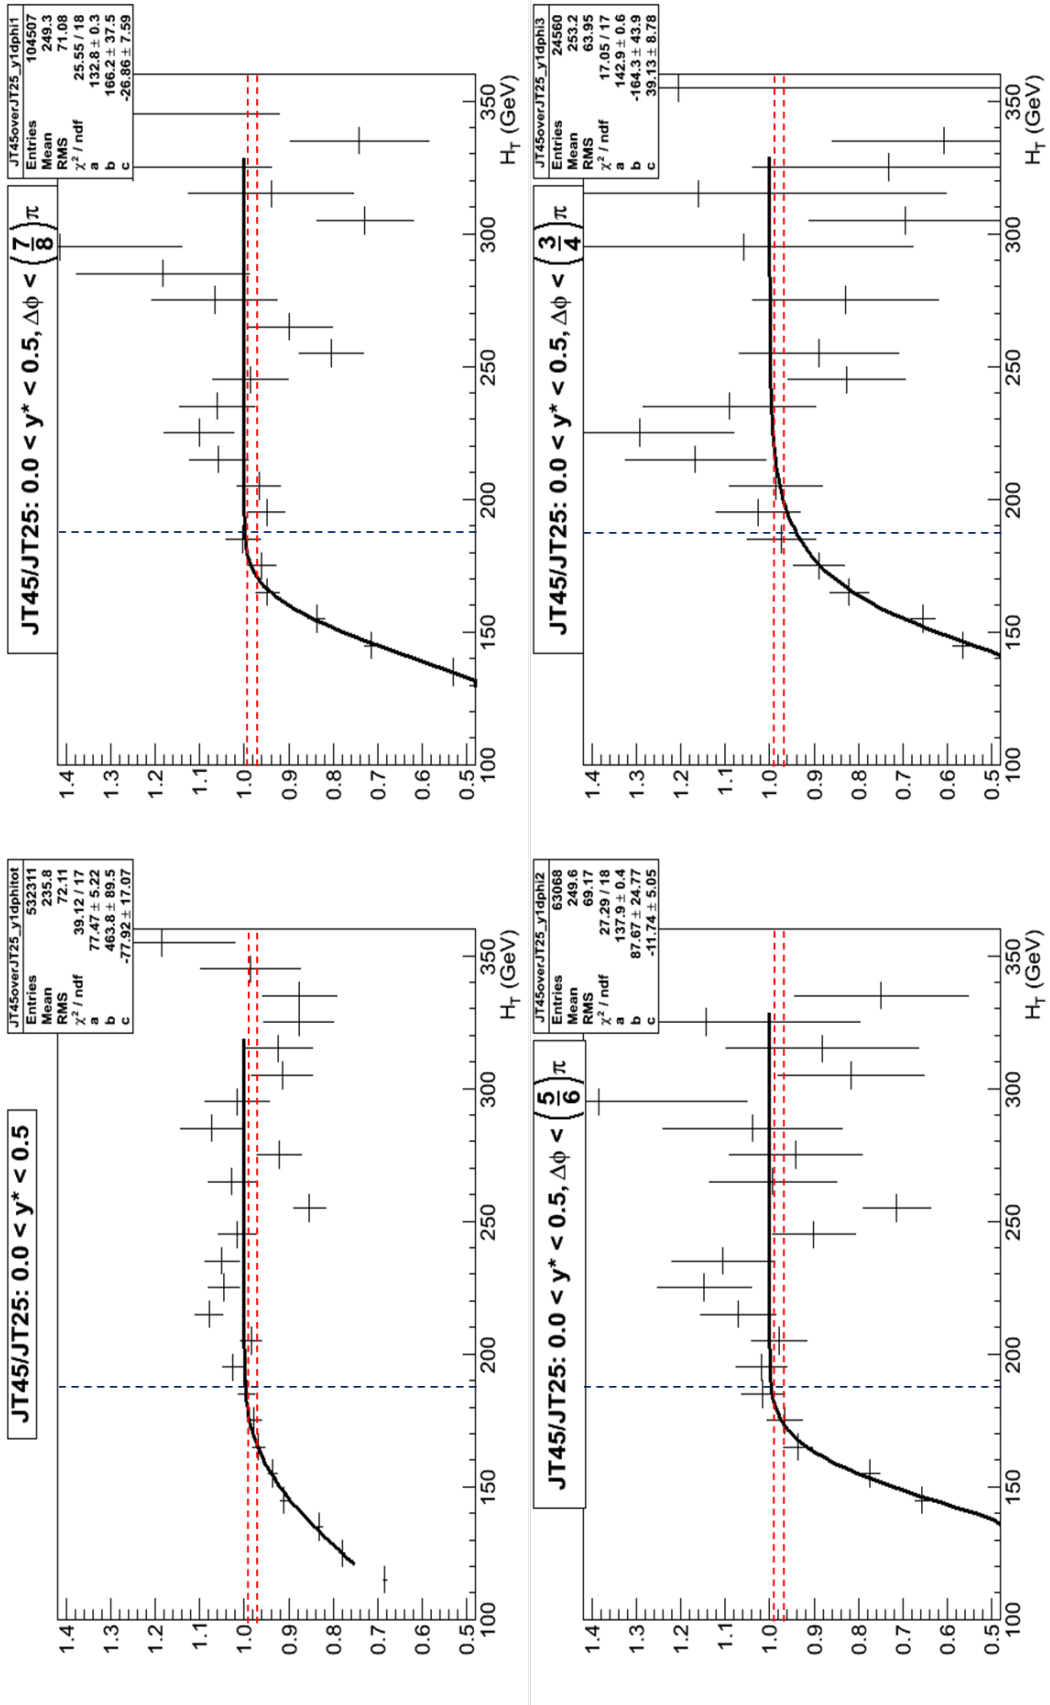 JT45/JT25: 0.0 < y* < 0.5
JT45overJT25_y1dphitot
Entries 532311
Mean 235.8
RMS 72.11
χ² / ndf 39.12 / 17
a 77.47 ± 5.22
b 463.8 ± 89.5
c -77.92 ± 17.07
1.4
1.3
1.2
1.1
1.0
0.9
0.8
0.7
0.6
0.5
100 150 200 250 300 350
H_T (GeV)
JT45/JT25: 0.0 < y* < 0.5, Δϕ < (7/8)π
JT45overJT25_y1dphi1
Entries 104507
Mean 249.3
RMS 71.08
χ² / ndf 25.55 / 18
a 132.8 ± 0.3
b 166.2 ± 37.5
c -26.86 ± 7.59
1.4
1.3
1.2
1.1
1.0
0.9
0.8
0.7
0.6
0.5
100 150 200 250 300 350
H_T (GeV)
JT45/JT25: 0.0 < y* < 0.5, Δϕ < (5/6)π
JT45overJT25_y1dphi2
Entries 63068
Mean 249.6
RMS 69.17
χ² / ndf 27.29 / 18
a 137.9 ± 0.4
b 87.67 ± 24.77
c -11.74 ± 5.05
1.4
1.3
1.2
1.1
1.0
0.9
0.8
0.7
0.6
0.5
100 150 200 250 300 350
H_T (GeV)
JT45/JT25: 0.0 < y* < 0.5, Δϕ < (3/4)π
JT45overJT25_y1dphi3
Entries 24560
Mean 253.2
RMS 63.95
χ² / ndf 17.05 / 17
a 142.9 ± 0.6
b -164.3 ± 43.9
c 39.13 ± 8.78
1.4
1.3
1.2
1.1
1.0
0.9
0.8
0.7
0.6
0.5
100 150 200 250 300 350
H_T (GeV)